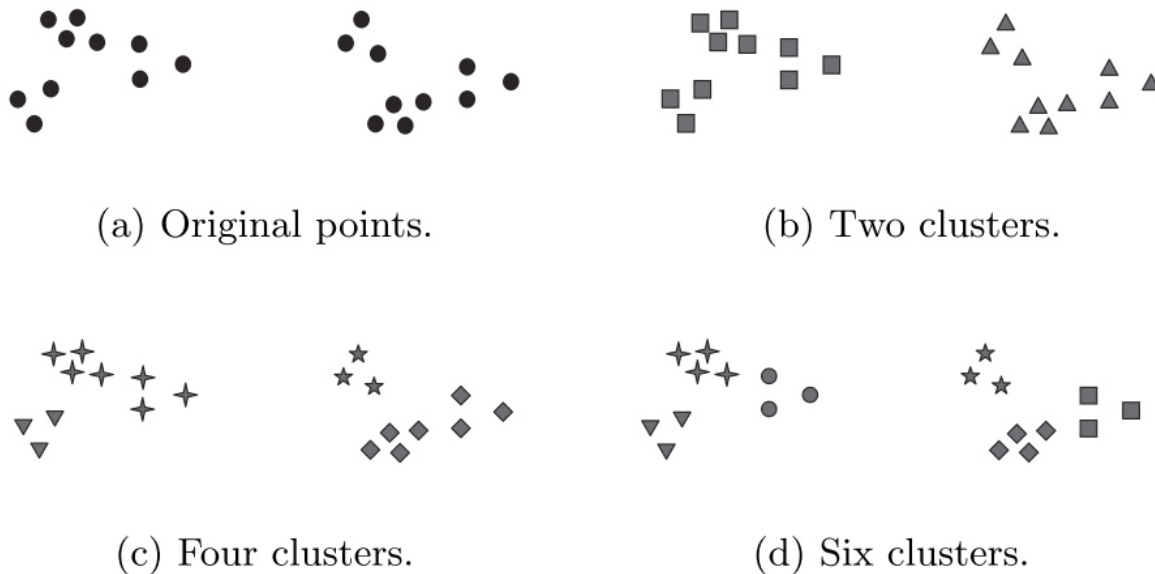 (a) Original points.
(b) Two clusters.
(c) Four clusters.
(d) Six clusters.